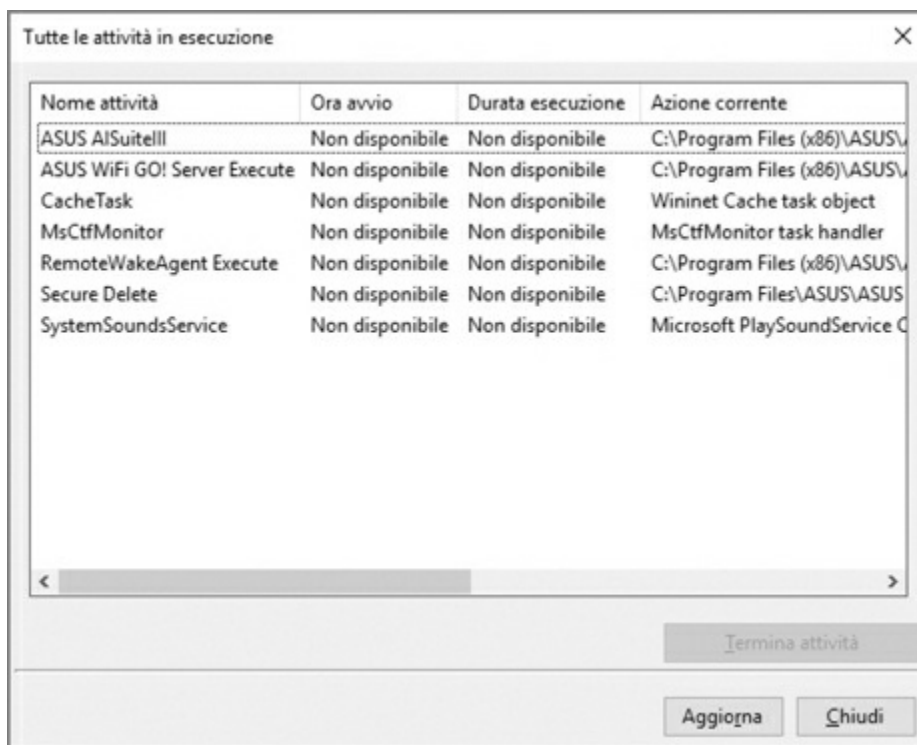 Tutte le attività in esecuzione
Nome attività Ora avvio Durata esecuzione Azione corrente
ASUS AISuiteIII Non disponibile Non disponibile C:\Program Files (x86)\ASUS\
ASUS WiFi GO! Server Execute Non disponibile Non disponibile C:\Program Files (x86)\ASUS\
CacheTask Non disponibile Non disponibile Wininet Cache task object
MsCtfMonitor Non disponibile Non disponibile MsCtfMonitor task handler
RemoteWakeAgent Execute Non disponibile Non disponibile C:\Program Files (x86)\ASUS\
Secure Delete Non disponibile Non disponibile C:\Program Files\ASUS\ASUS
SystemSoundsService Non disponibile Non disponibile Microsoft PlaySoundService
Termina attività
Aggiorna Chiudi